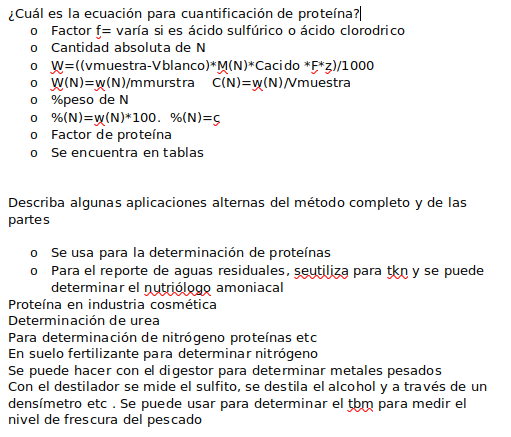 ¿Cuál es la ecuación para cuantificación de proteína?
o Factor f= varía si es ácido sulfúrico o ácido clorodrico
o Cantidad absoluta de N
o W=((vmuestra-Vblanco)*M(N)*Cacido *F*z)/1000
o W(N)=w(N)/mmurstra C(N)=w(N)/Vmuestra
o %peso de N
o %(N)=w(N)*100. %(N)=c
o Factor de proteína
o Se encuentra en tablas
Describa algunas aplicaciones alternas del método completo y de las
partes
o Se usa para la determinación de proteínas
o Para el reporte de aguas residuales, seutiliza para tkn y se puede
determinar el nutriólogo amoniacal
Proteína en industria cosmética
Determinación de urea
Para determinación de nitrógeno proteínas etc
En suelo fertilizante para determinar nitrógeno
Se puede hacer con el digestor para determinar metales pesados
Con el destilador se mide el sulfito, se destila el alcohol y a través de un
densímetro etc . Se puede usar para determinar el tbm para medir el
nivel de frescura del pescado